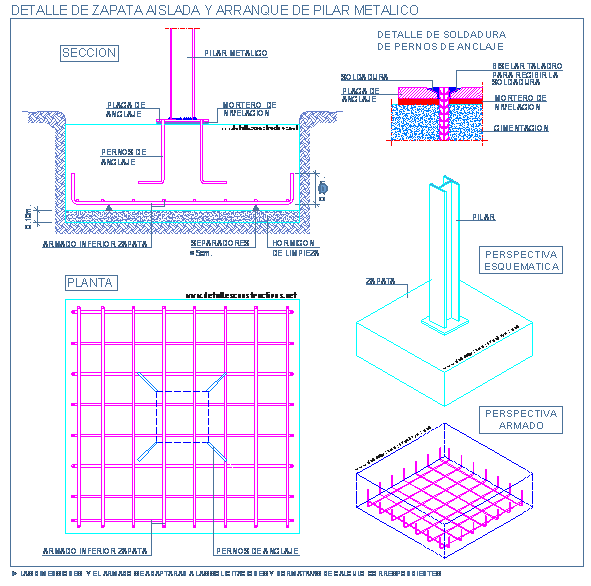 DETALLE DE ZAPATA AISLADA Y ARRANQUE DE PILAR METALICO
SECCION
PILAR METALICO
PLACA DE
ANCLAJE
MORTERO DE
NIVELACION
PERNOS DE
ANCLAJE
0.10m.
ARMADO INFERIOR ZAPATA
SEPARADORES
5cm.
HORMIGON
DE LIMPIEZA
DETALLE DE SOLDADURA
DE PERNOS DE ANCLAJE
SOLDADURA
BISELAR TALADRO
PARA RECIBIR LA
SOLDADURA
PLACA DE
ANCLAJE
MORTERO DE
NIVELACION
CIMENTACION
PILAR
PERSPECTIVA
ESQUEMATICA
ZAPATA
PLANTA
www.detallesconstructivos.net
ARMADO INFERIOR ZAPATA
PERNOS DE ANCLAJE
PERSPECTIVA
ARMADO